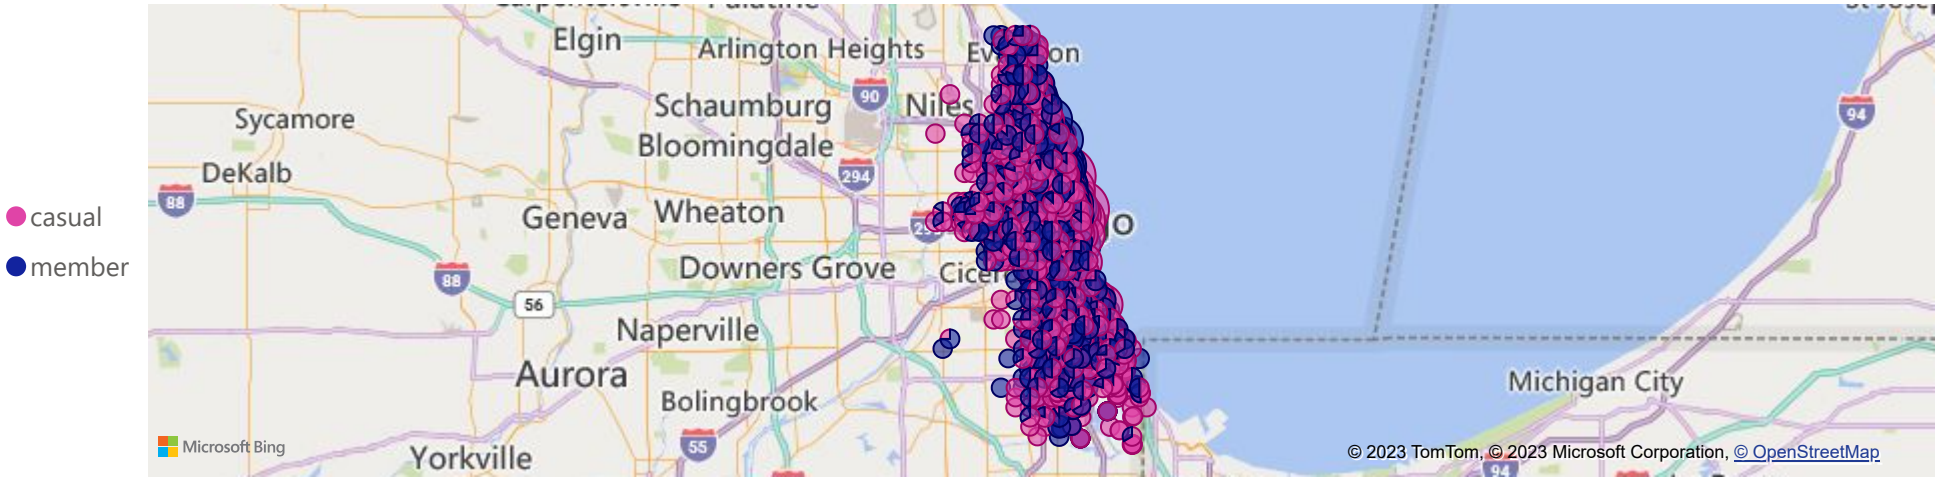 Elgin
Arlington Heights
90
Schaumburg
Niles
Sycamore
Bloomingdale
294
DeKalb
88
94
casual
Geneva
Wheaton
member
Downers Grove
88
56
Naperville
Aurora
Michigan City
Bolingbrook
Microsoft Bing
55
Yorkville
© 2023 TomTom, © 2023 Microsoft Corporation, © OpenStreetMap
94